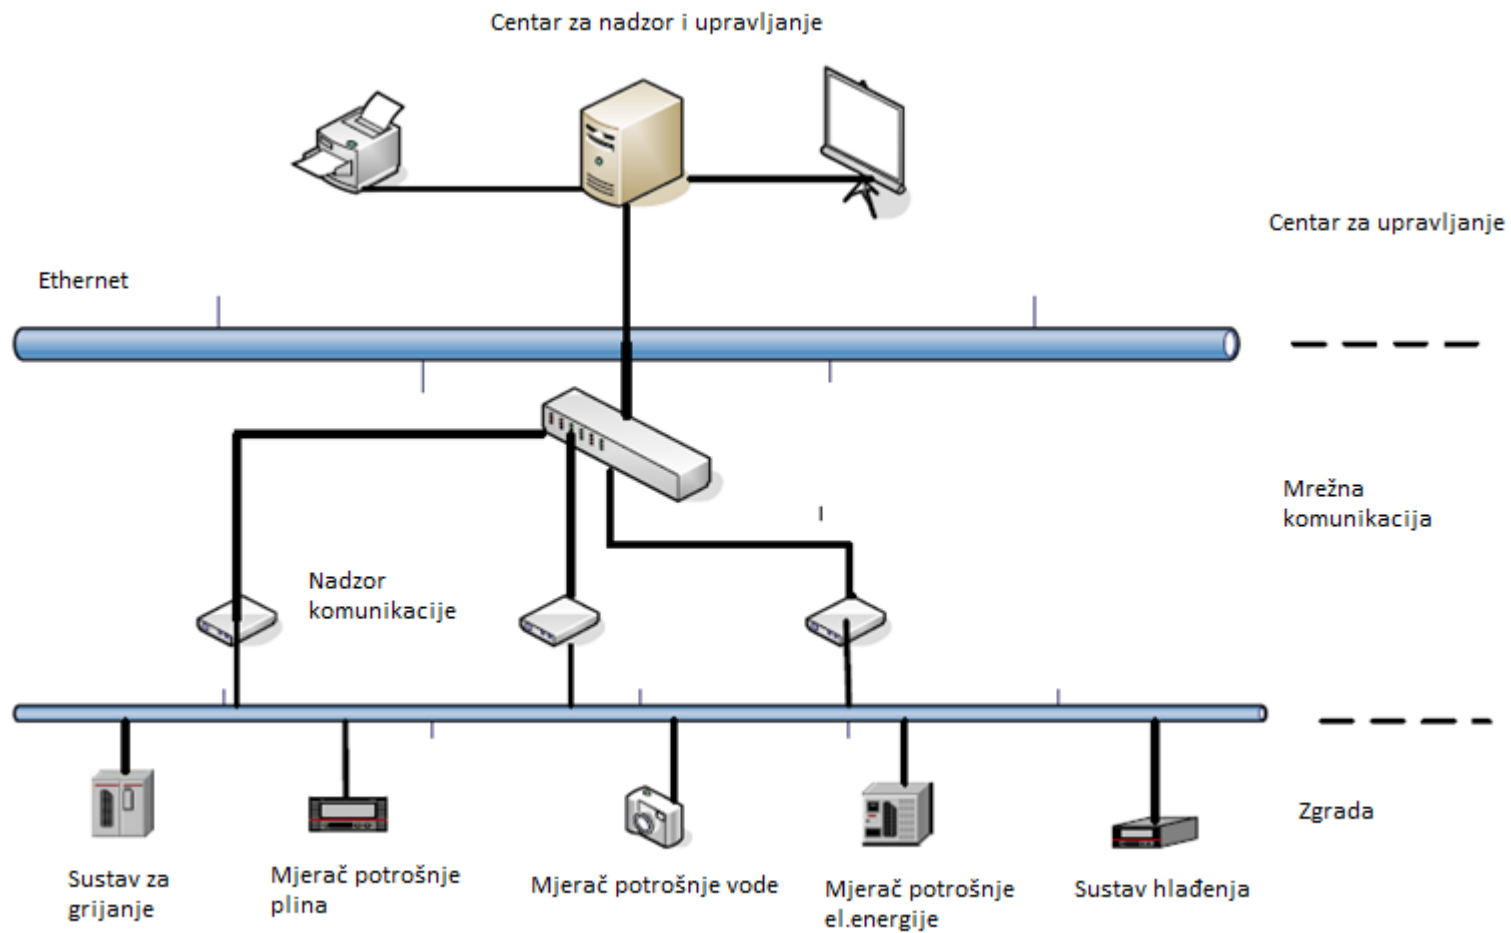 Centar za nadzor i upravljanje
Centar za upravljanje
Ethernet
Mrežna
komunikacija
I
Nadzor
komunikacije
Zgrada
Sustav za
grijanje
Mjerač potrošnje
plina
Mjerač potrošnje vode
Mjerač potrošnje
el.energije
Sustav hlađenja